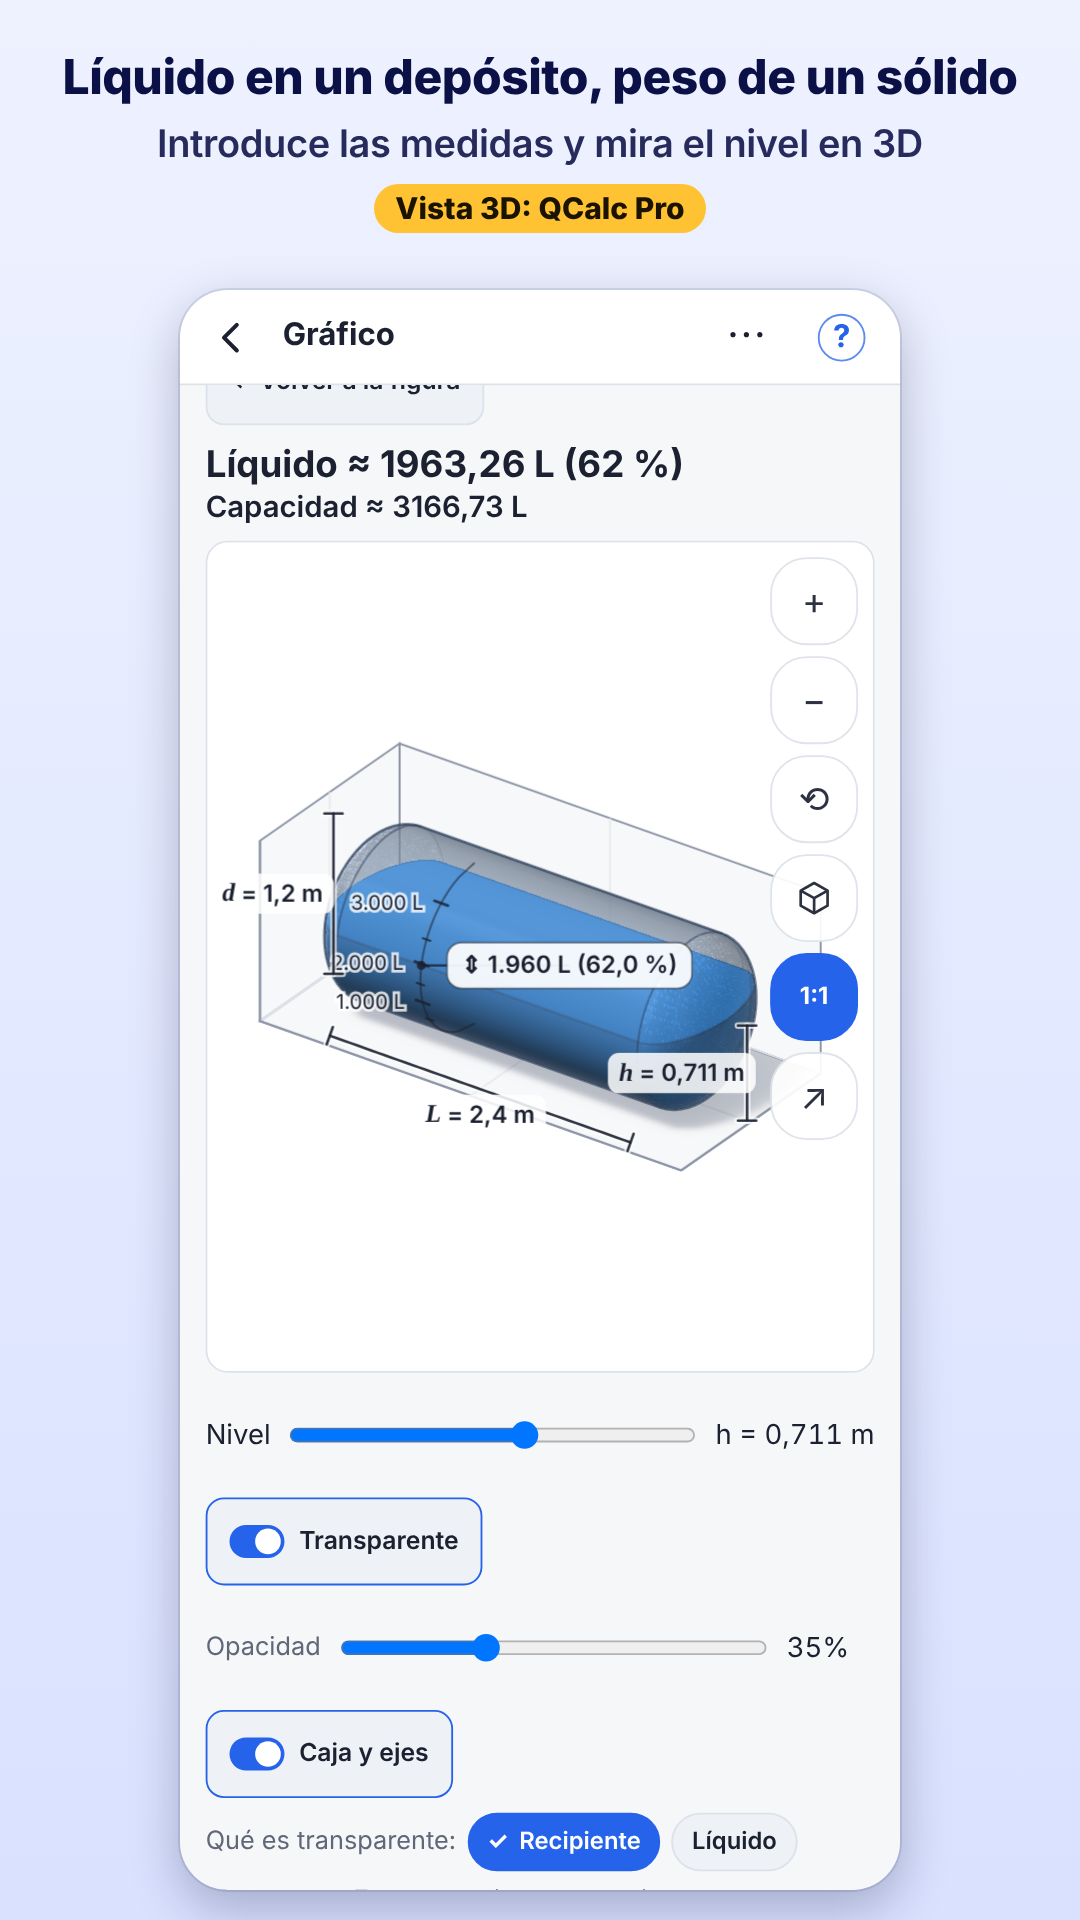 Líquido en un depósito, peso de un sólido
Introduce las medidas y mira el nivel en 3D
Vista 3D: QCalc Pro
Gráfico ··· ?
Volver a la figura
Líquido ≈ 1963,26 L (62 %)
Capacidad ≈ 3166,73 L
+
−
d = 1,2 m
3.000 L
2.000 L
⇕ 1.960 L (62,0 %)
1.000 L
1:1
h = 0,711 m
L = 2,4 m
Nivel h = 0,711 m
Transparente
Opacidad 35%
Caja y ejes
Qué es transparente: ✓ Recipiente Líquido